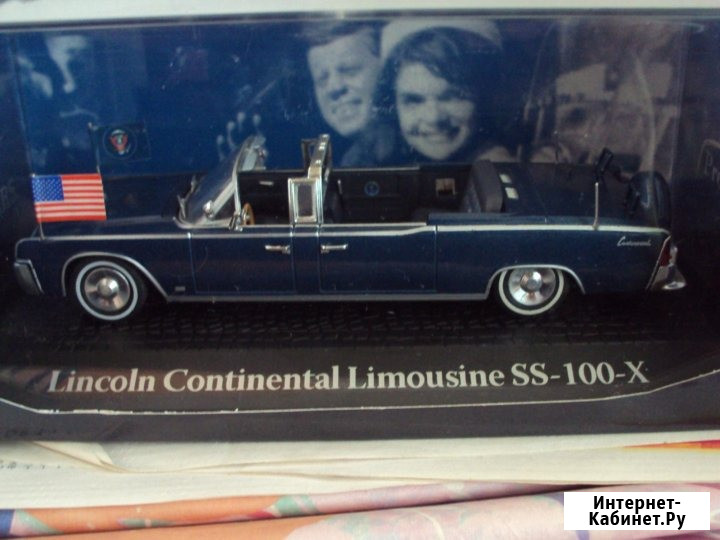 Continental
Lincoln Continental Limousine SS-100-X
Интернет-
Кабинет.Ру